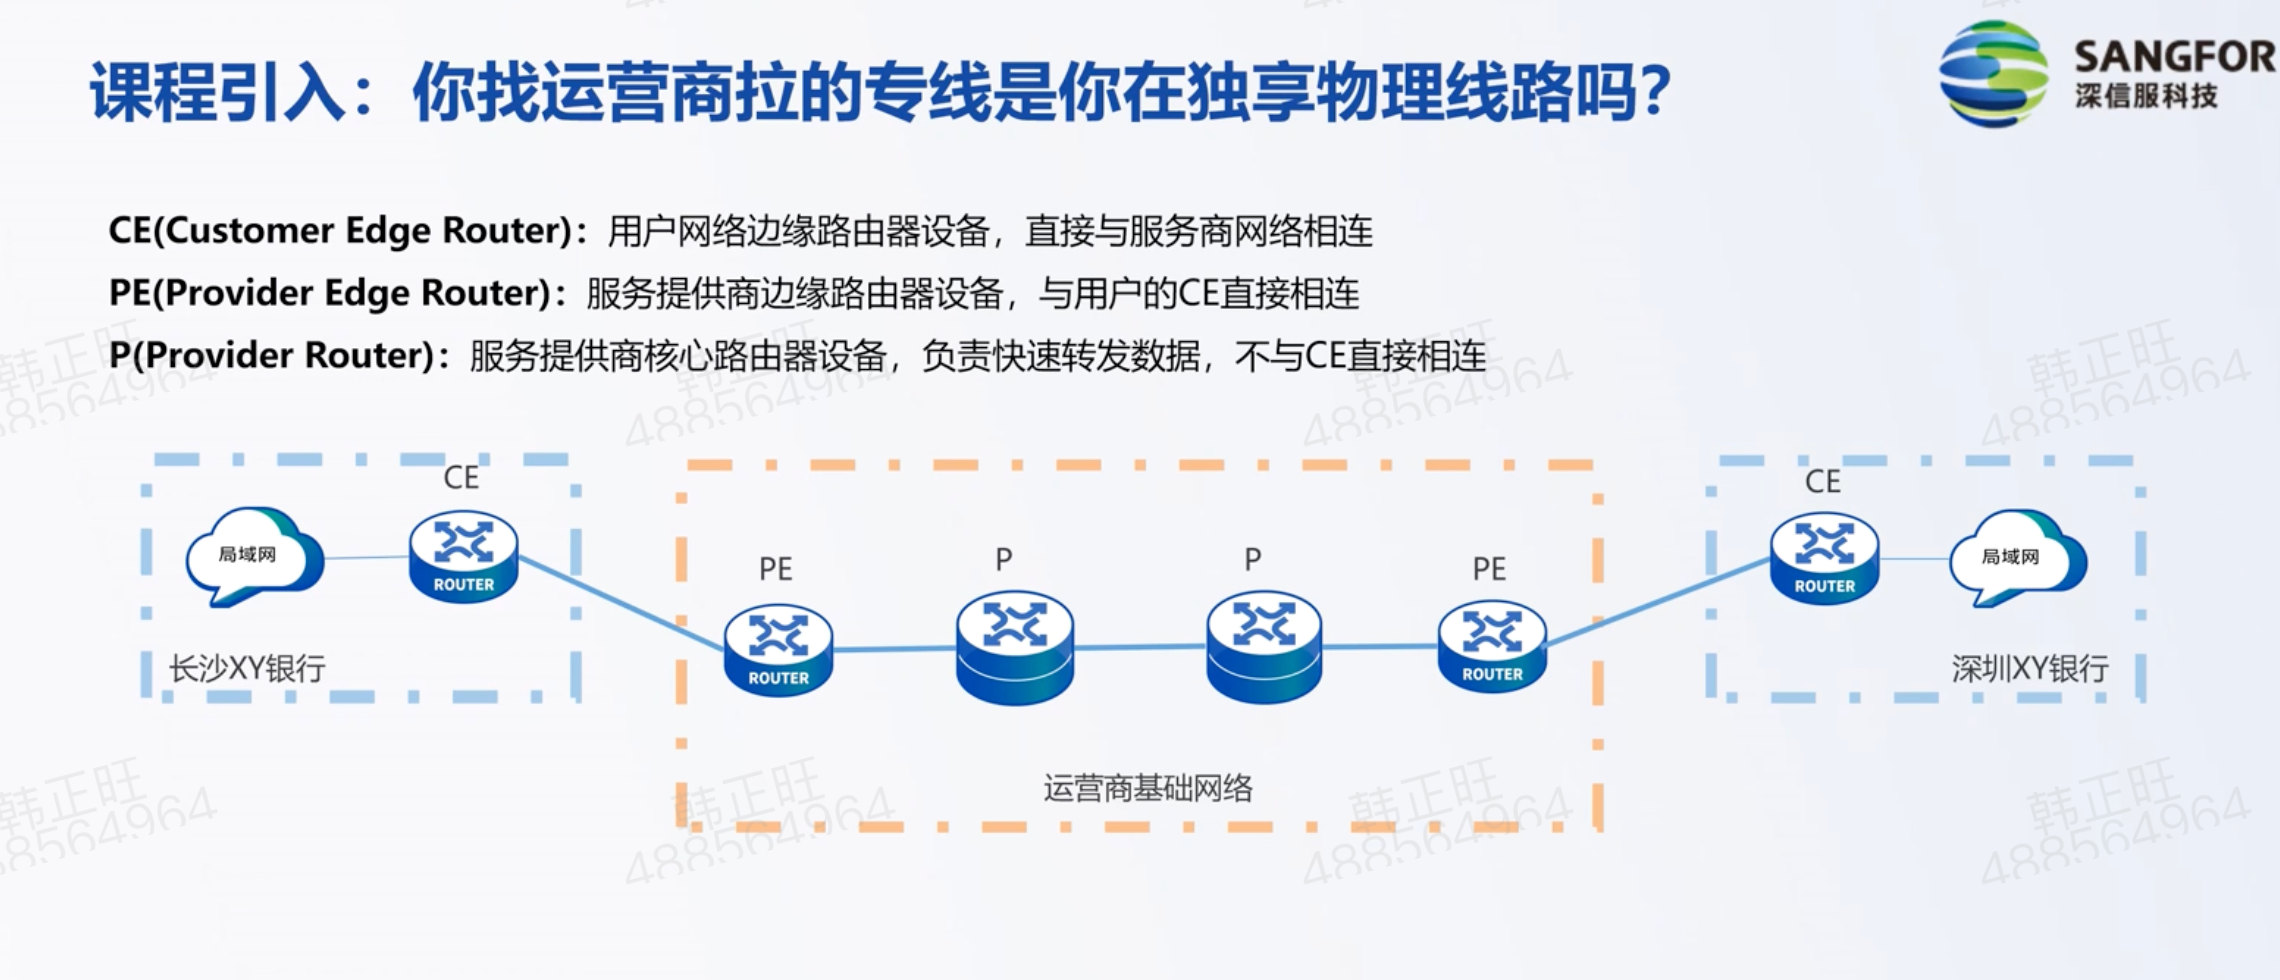 课程引入：你找运营商拉的专线是你在独享物理线路吗？
SANGFOR
深信服科技
CE(Customer Edge Router)：用户网络边缘路由器设备，直接与服务商网络相连
PE(Provider Edge Router)：服务提供商边缘路由器设备，与用户的CE直接相连
P(Provider Router)：服务提供商核心路由器设备，负责快速转发数据，不与CE直接相连
韩正旺
488564964
韩正旺
488564964
韩正旺
488564964
韩正旺
488564964
CE
局域网
ROUTER
长沙XY银行
PE
ROUTER
P
P
PE
ROUTER
运营商基础网络
CE
ROUTER
局域网
深圳XY银行
韩正旺
88564964
韩正旺
488564964
韩正旺
488564964
韩正旺
488564964